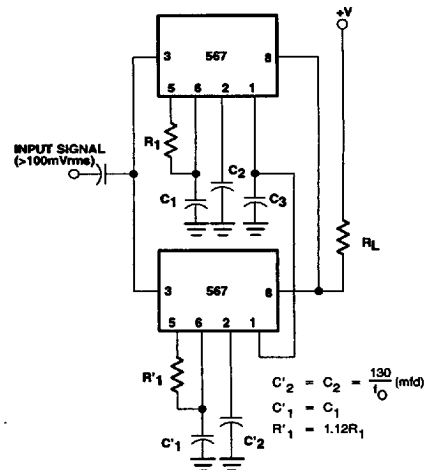 +V
3 567 8
5 6 2 1
INPUT SIGNAL
(>100mVrms)
R1
C1
C2
C3
RL
3 567 8
5 6 2 1
R'1
C'1
C'2
C'2 = C2 = 130/fO (mfd)
C'1 = C1
R'1 = 1.12R1